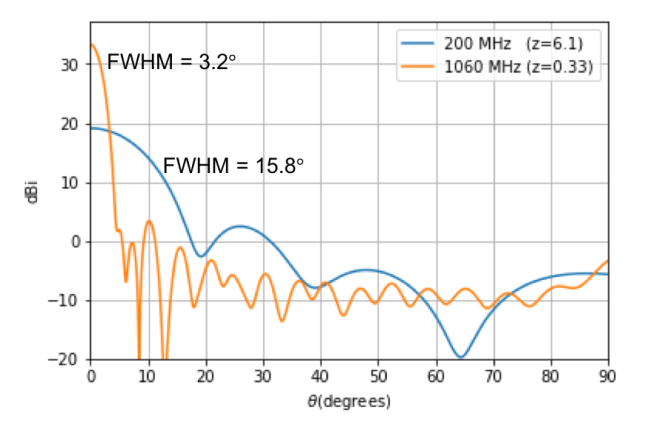 200 MHz   (z=6.1)
1060 MHz (z=0.33)
FWHM = 3.2°
FWHM = 15.8°
dBi
30
20
10
0
−10
−20
0 10 20 30 40 50 60 70 80 90
θ(degrees)